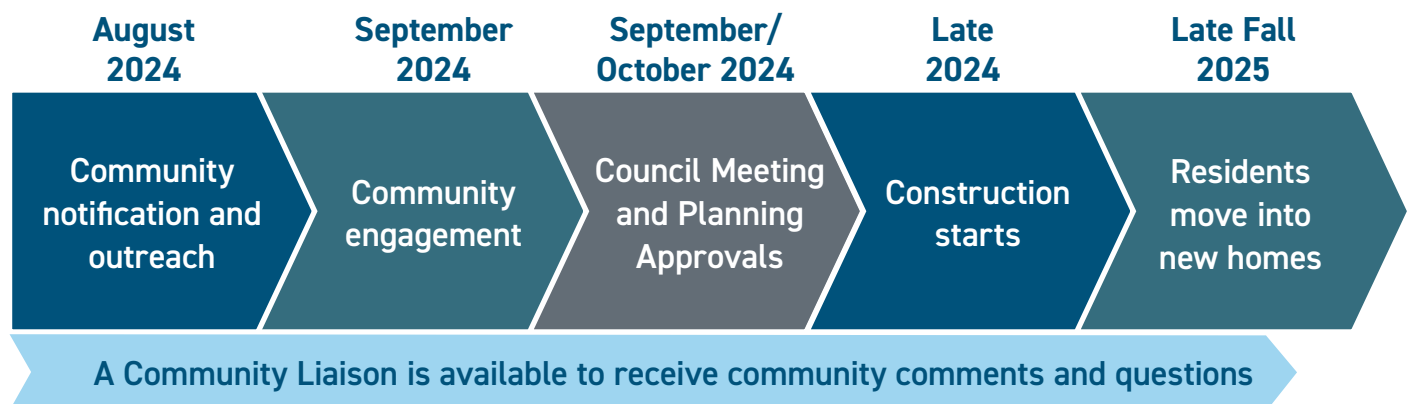 August
2024
September
2024
September/
October 2024
Late
2024
Late Fall
2025
Community
notification and
outreach
Community
engagement
Council Meeting
and Planning
Approvals
Construction
starts
Residents
move into
new homes
A Community Liaison is available to receive community comments and questions